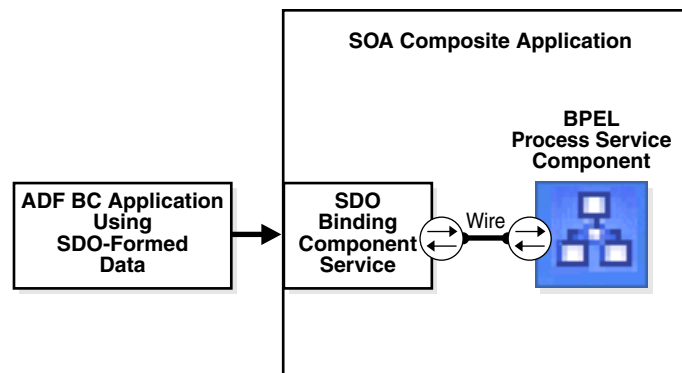 SOA Composite Application
BPEL
Process Service
Component
ADF BC Application
Using
SDO-Formed
Data
SDO
Binding
Component
Service
Wire